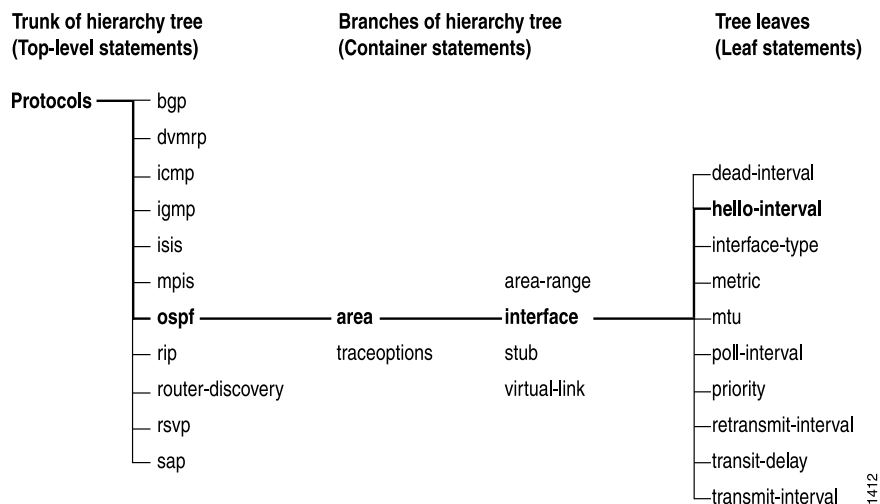 Trunk of hierarchy tree Branches of hierarchy tree Tree leaves
(Top-level statements) (Container statements) (Leaf statements)
Protocols bgp
dvmrp
icmp dead-interval
igmp hello-interval
isis interface-type
mpis area-range metric
ospf area interface mtu
rip traceoptions stub poll-interval
router-discovery virtual-link priority
rsvp retransmit-interval
sap transit-delay
transmit-interval
1412